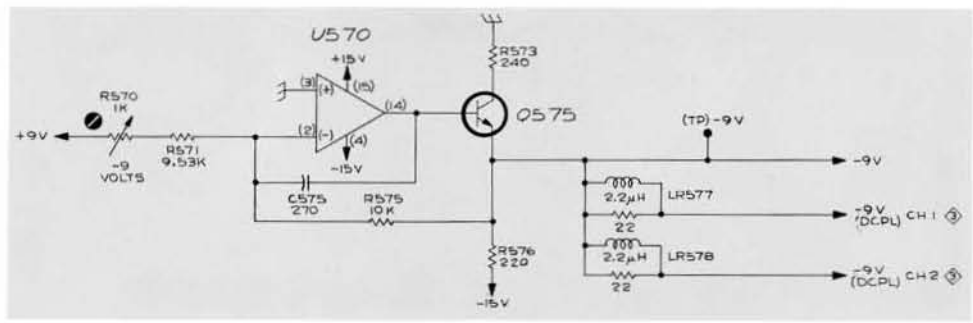 U570
R573
240
+15V
(3)
(+)
(15)
R570
1K
(14)
Q575
(TP) -9V
+9V
R571
9.53K
(2)
(-)
(4)
-9V
-9
VOLTS
-15V
C575
270
R575
10K
2.2µH
LR577
22
-9V
(DCPL) CH 1 3
R576
220
2.2µH
LR578
22
-9V
(DCPL) CH 2 3
-15V